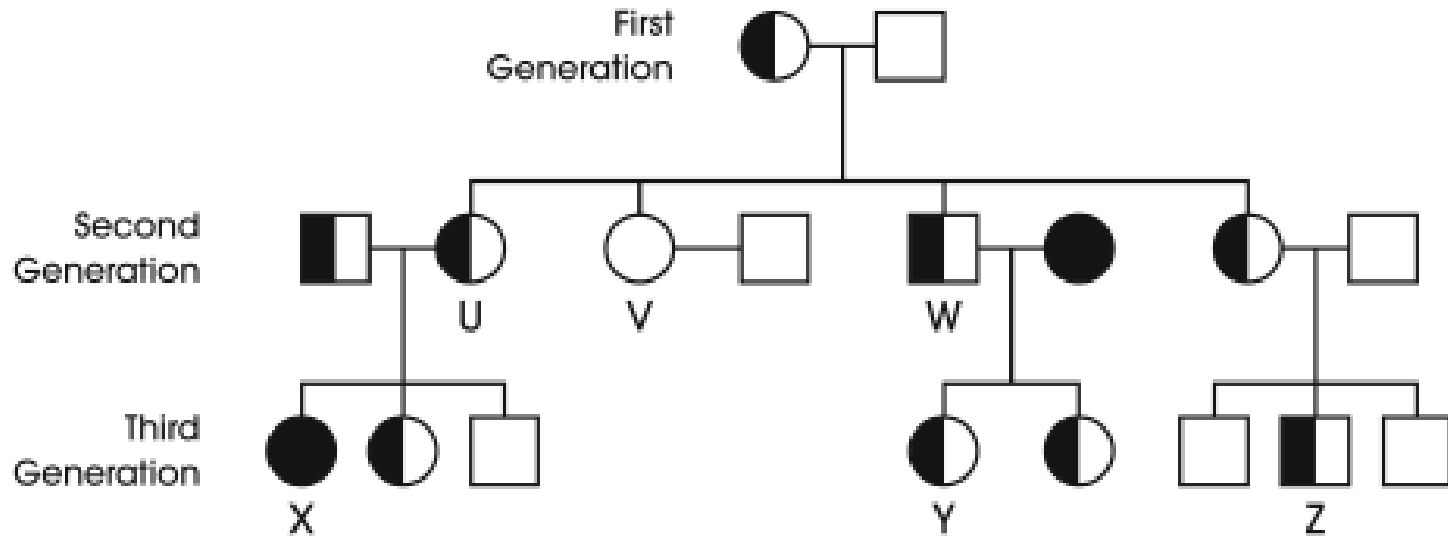 First
Generation
Second
Generation
U
V
W
Third
Generation
X
Y
Z